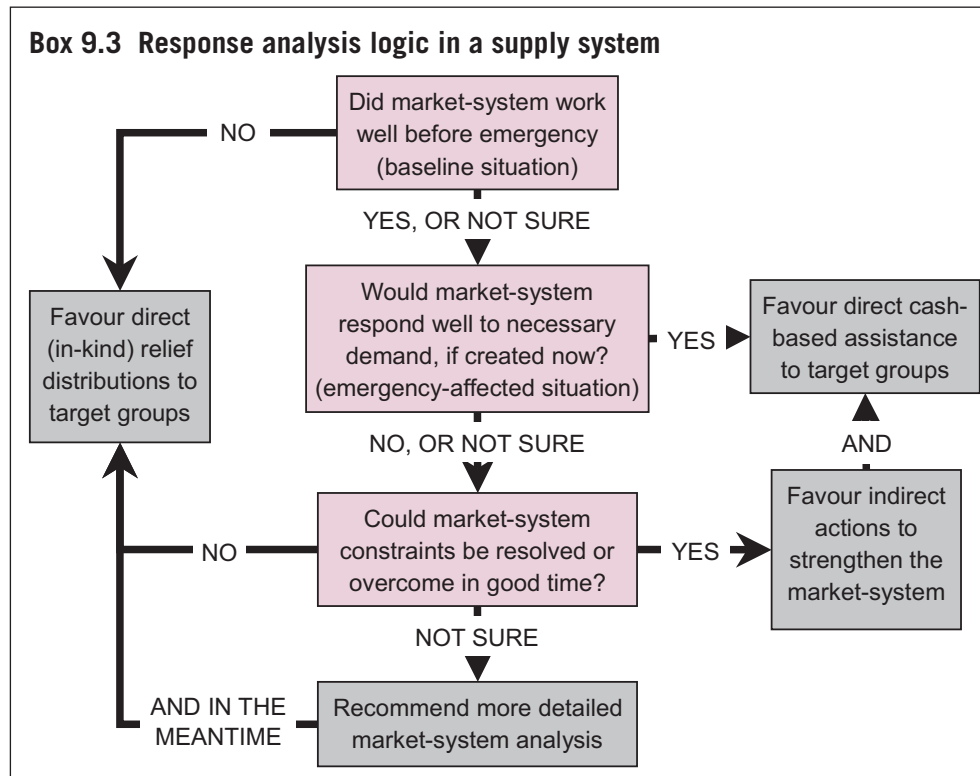 Box 9.3 Response analysis logic in a supply system
Did market-system work
well before emergency
(baseline situation)
NO
YES, OR NOT SURE
Would market-system
respond well to necessary
demand, if created now?
(emergency-affected situation)
YES
Favour direct cash-
based assistance
to target groups
Favour direct
(in-kind) relief
distributions to
target groups
NO, OR NOT SURE
AND
Could market-system
constraints be resolved or
overcome in good time?
NO
YES
Favour indirect
actions to
strengthen the
market-system
NOT SURE
AND IN THE
MEANTIME
Recommend more detailed
market-system analysis